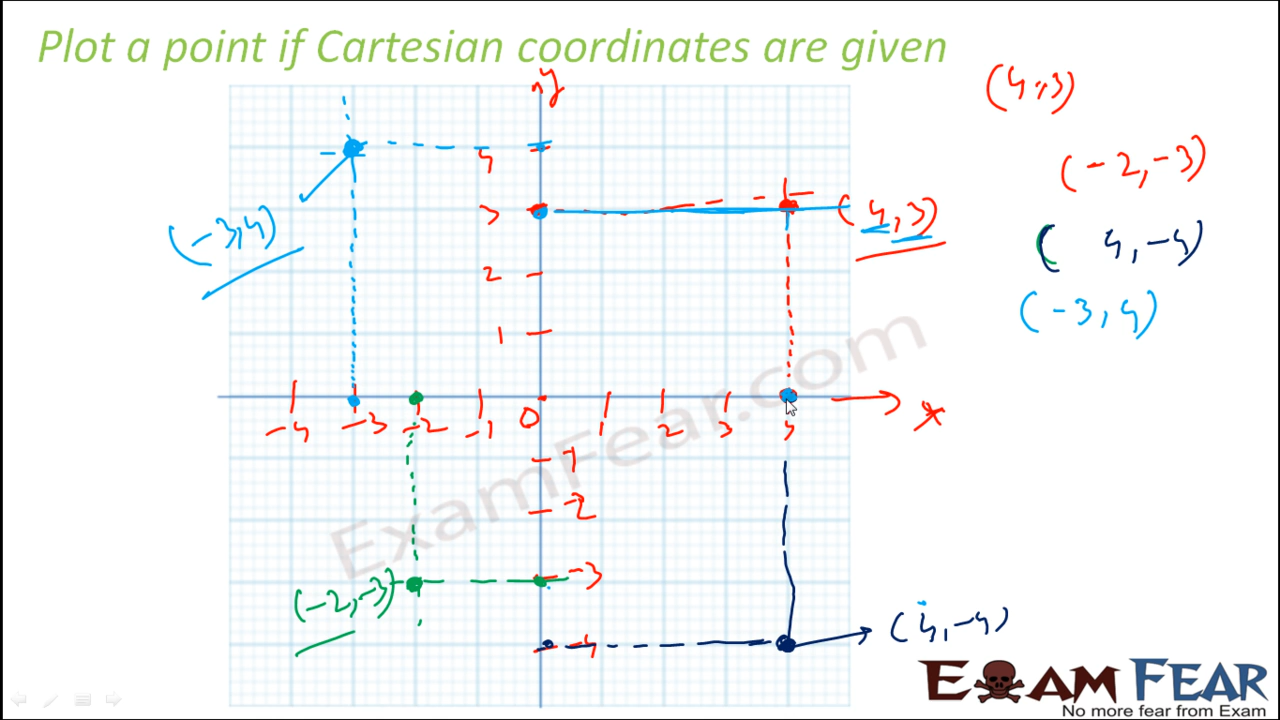 Plot a point if Cartesian coordinates are given
y
(4,3)
(-2,-3)
(4,-4)
(-3,4)
4
(-3,4)
3
(4,3)
2
1
-4 -3 -2 -1 0 1 2 3 4 x
-1
-2
-3
(-2,-3)
-4
(4,-4)
ExamFear.com
EXAM FEAR
No more fear from Exam